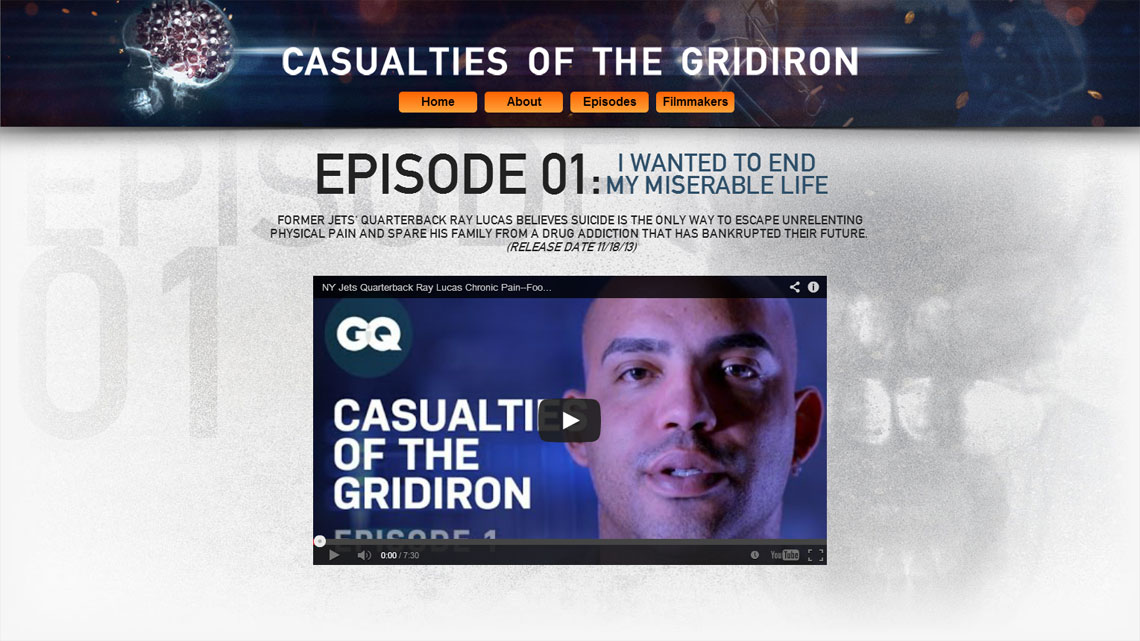 CASUALTIES OF THE GRIDIRON
Home
About
Episodes
Filmmakers
EPISODE
01
EPISODE 01:
I WANTED TO END
MY MISERABLE LIFE
FORMER JETS' QUARTERBACK RAY LUCAS BELIEVES SUICIDE IS THE ONLY WAY TO ESCAPE UNRELENTING
PHYSICAL PAIN AND SPARE HIS FAMILY FROM A DRUG ADDICTION THAT HAS BANKRUPTED THEIR FUTURE.
(RELEASE DATE 11/18/13)
NY Jets Quarterback Ray Lucas Chronic Pain--Foo...
GQ
CASUALTIES
OF THE
GRIDIRON
EPISODE 1
0:00 / 7:30
YouTube